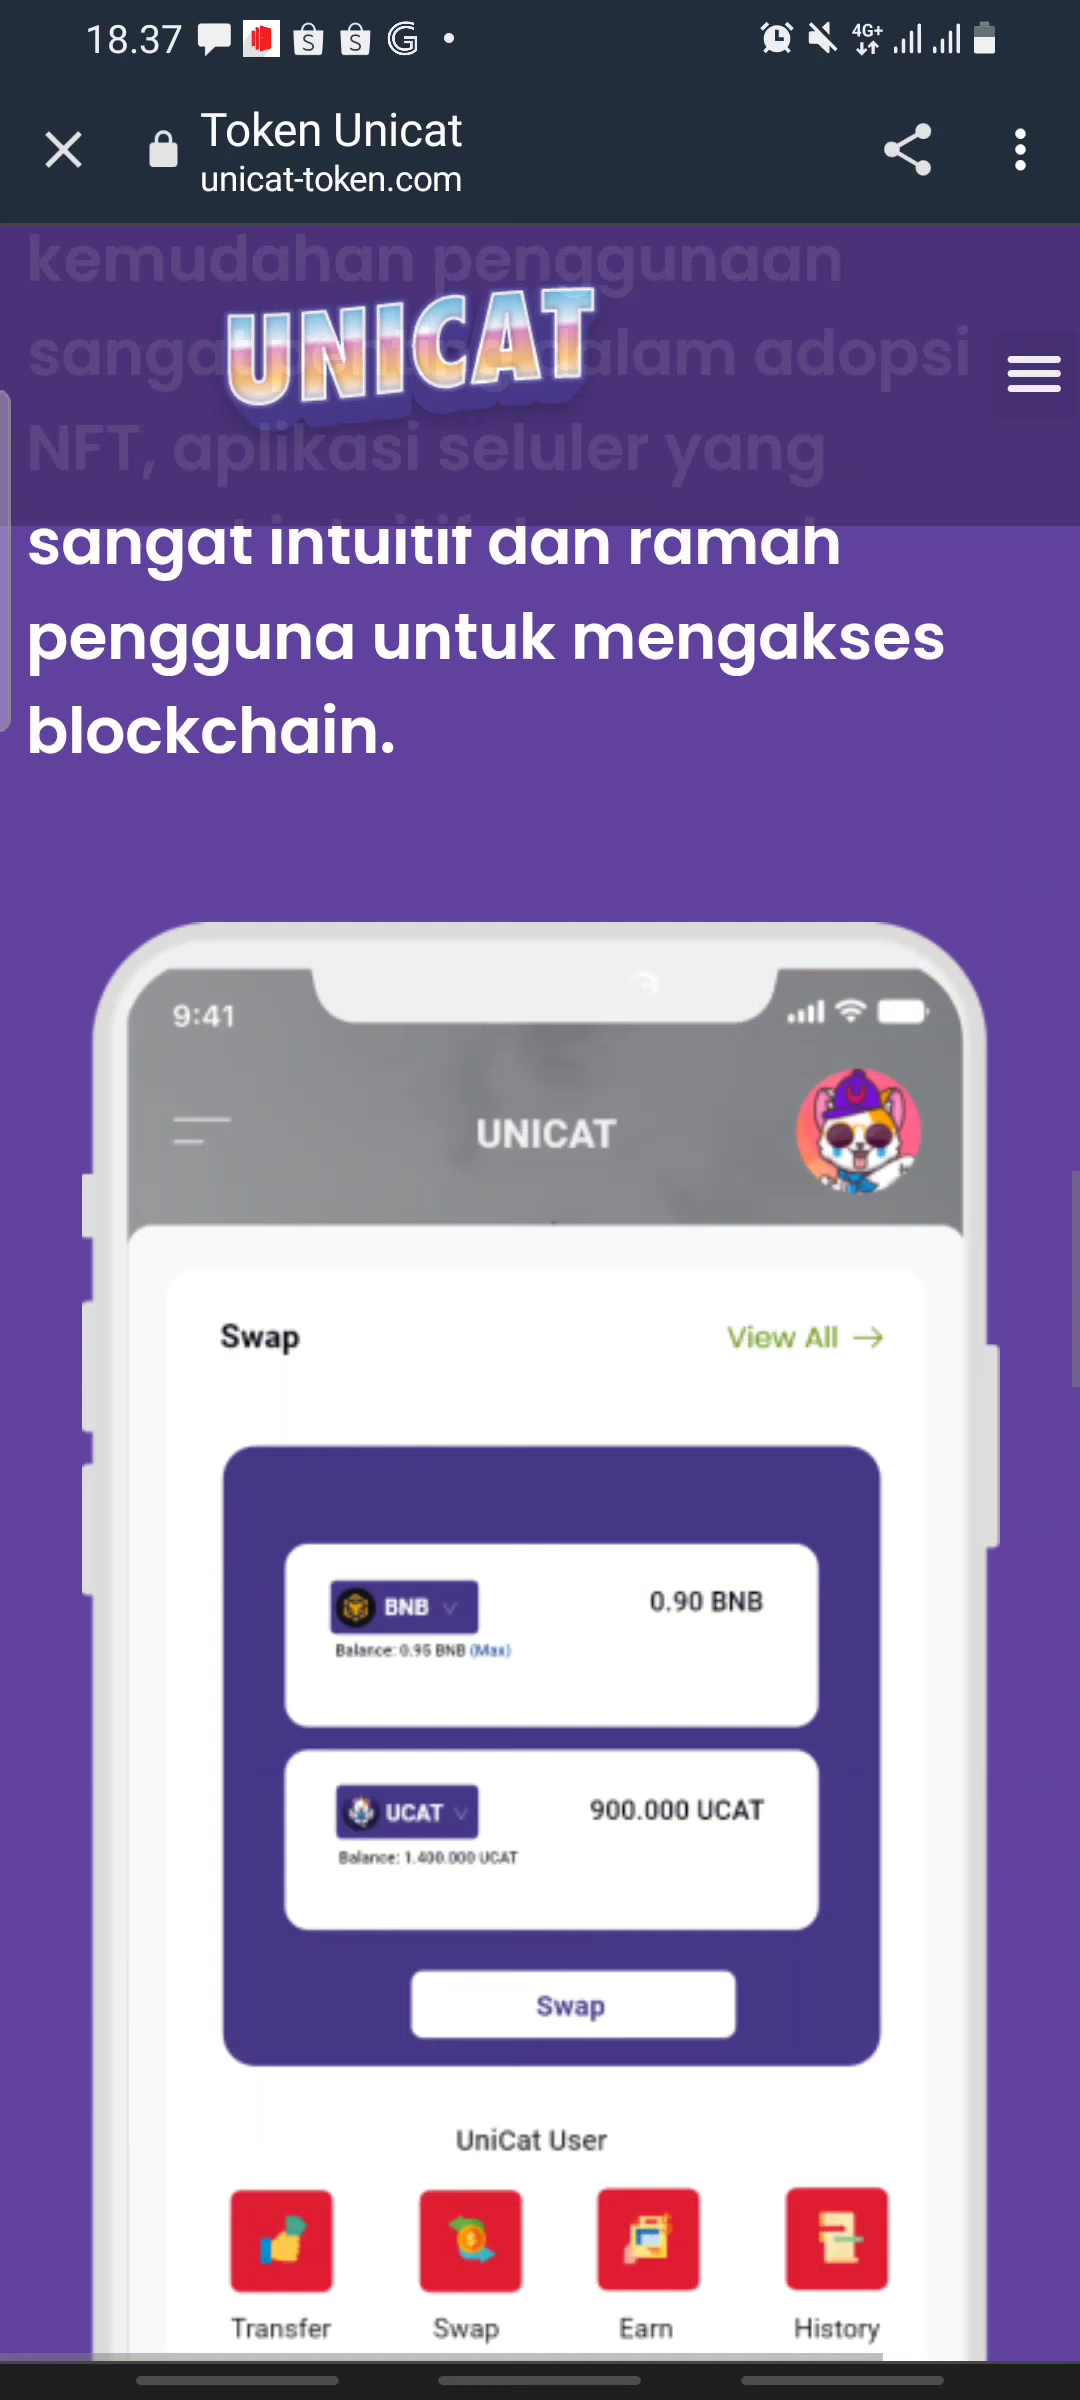 18.37
4G+
Token Unicat
unicat-token.com
kemudahan penggunaan
UNICAT
dalam adopsi
NFT, aplikasi seluler yang
sangat intuitif dan ramah
pengguna untuk mengakses
blockchain.
9:41
UNICAT
Swap View All
BNB 0.90 BNB
Balance: 0.95 BNB (Max)
UCAT 900.000 UCAT
Balance: 1.400.000 UCAT
Swap
UniCat User
Transfer Swap Earn History